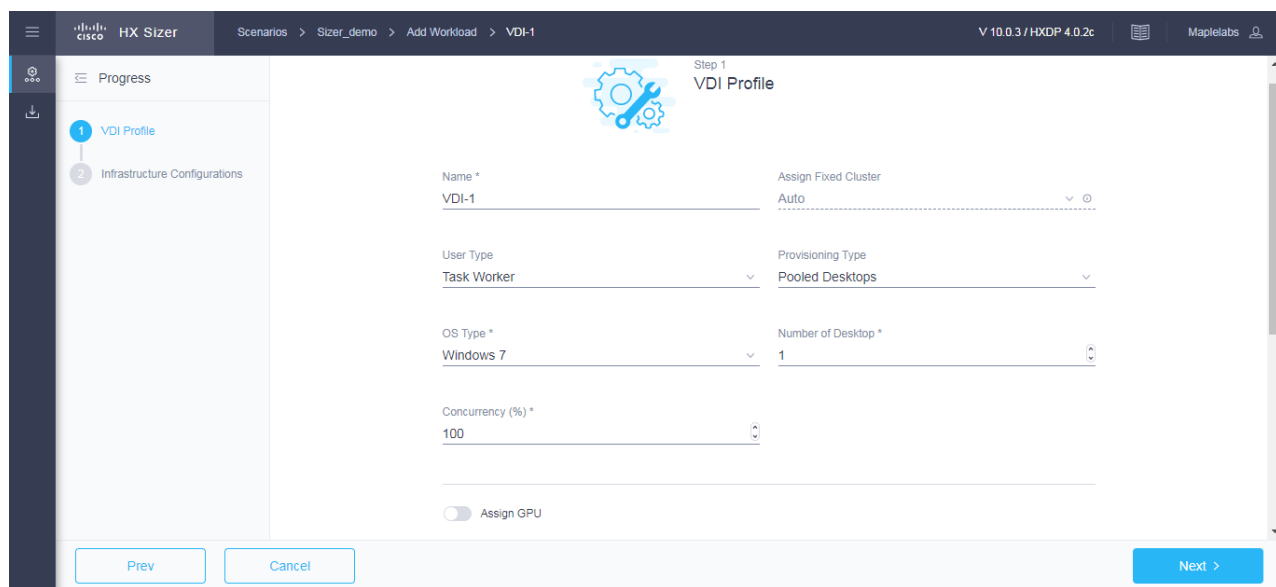 cisco HX Sizer
Scenarios > Sizer_demo > Add Workload > VDI-1
V 10.0.3 / HXDP 4.0.2c
Maplelabs
Progress
1 VDI Profile
2 Infrastructure Configurations
Step 1
VDI Profile
Name *
VDI-1
Assign Fixed Cluster
Auto
User Type
Task Worker
Provisioning Type
Pooled Desktops
OS Type *
Windows 7
Number of Desktop *
1
Concurrency (%) *
100
Assign GPU
Prev
Cancel
Next >